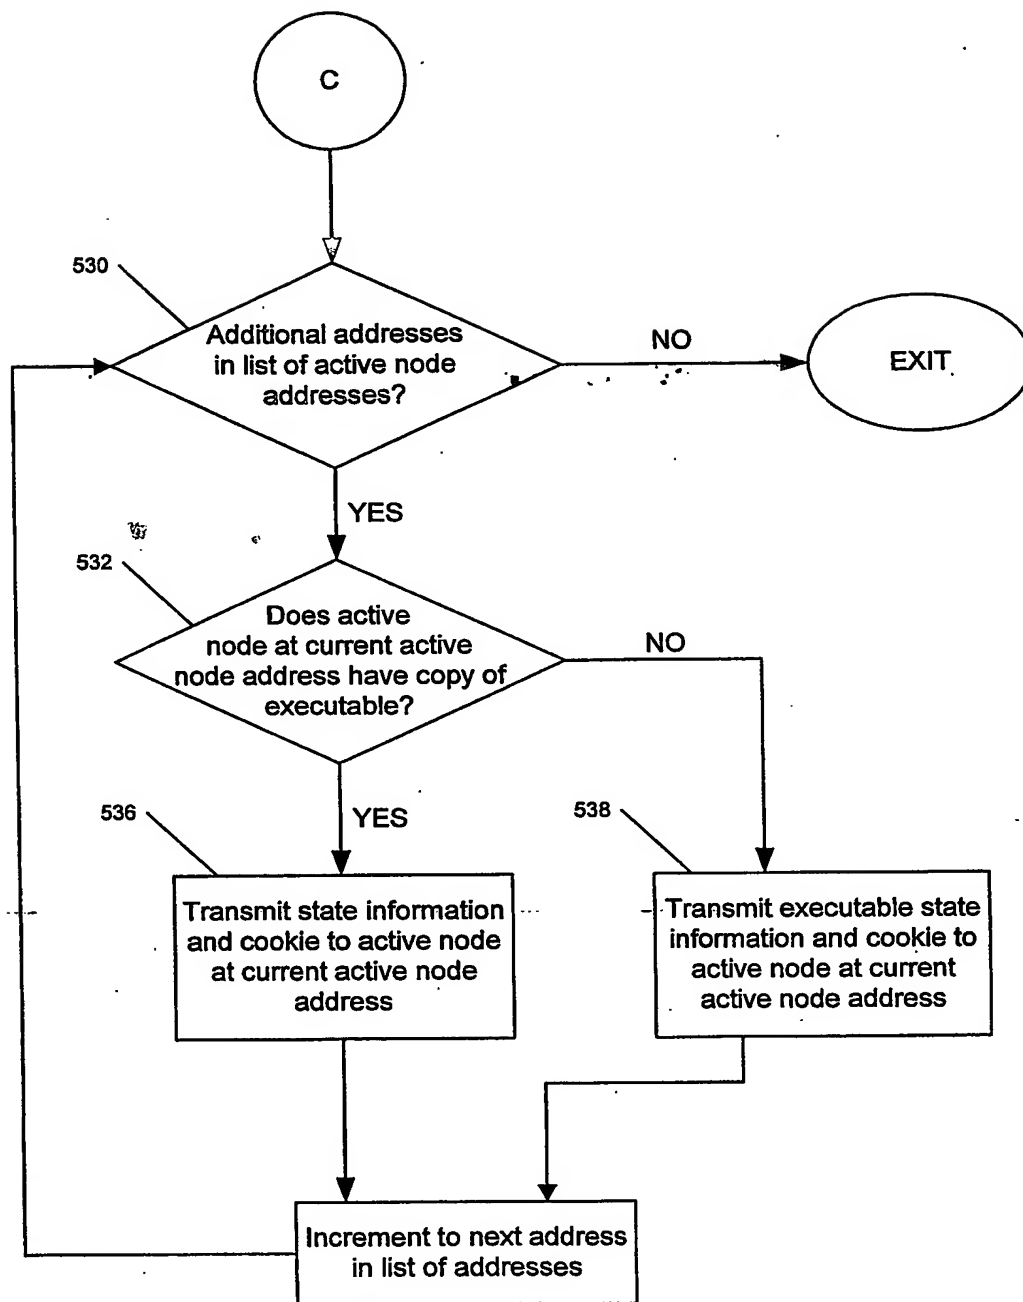 C
530
Additional addresses
in list of active node
addresses?
NO
EXIT
YES
532
Does active
node at current active
node address have copy of
executable?
NO
YES
536
538
Transmit state information
and cookie to active node
at current active node
address
Transmit executable state
information and cookie to
active node at current
active node address
Increment to next address
in list of addresses